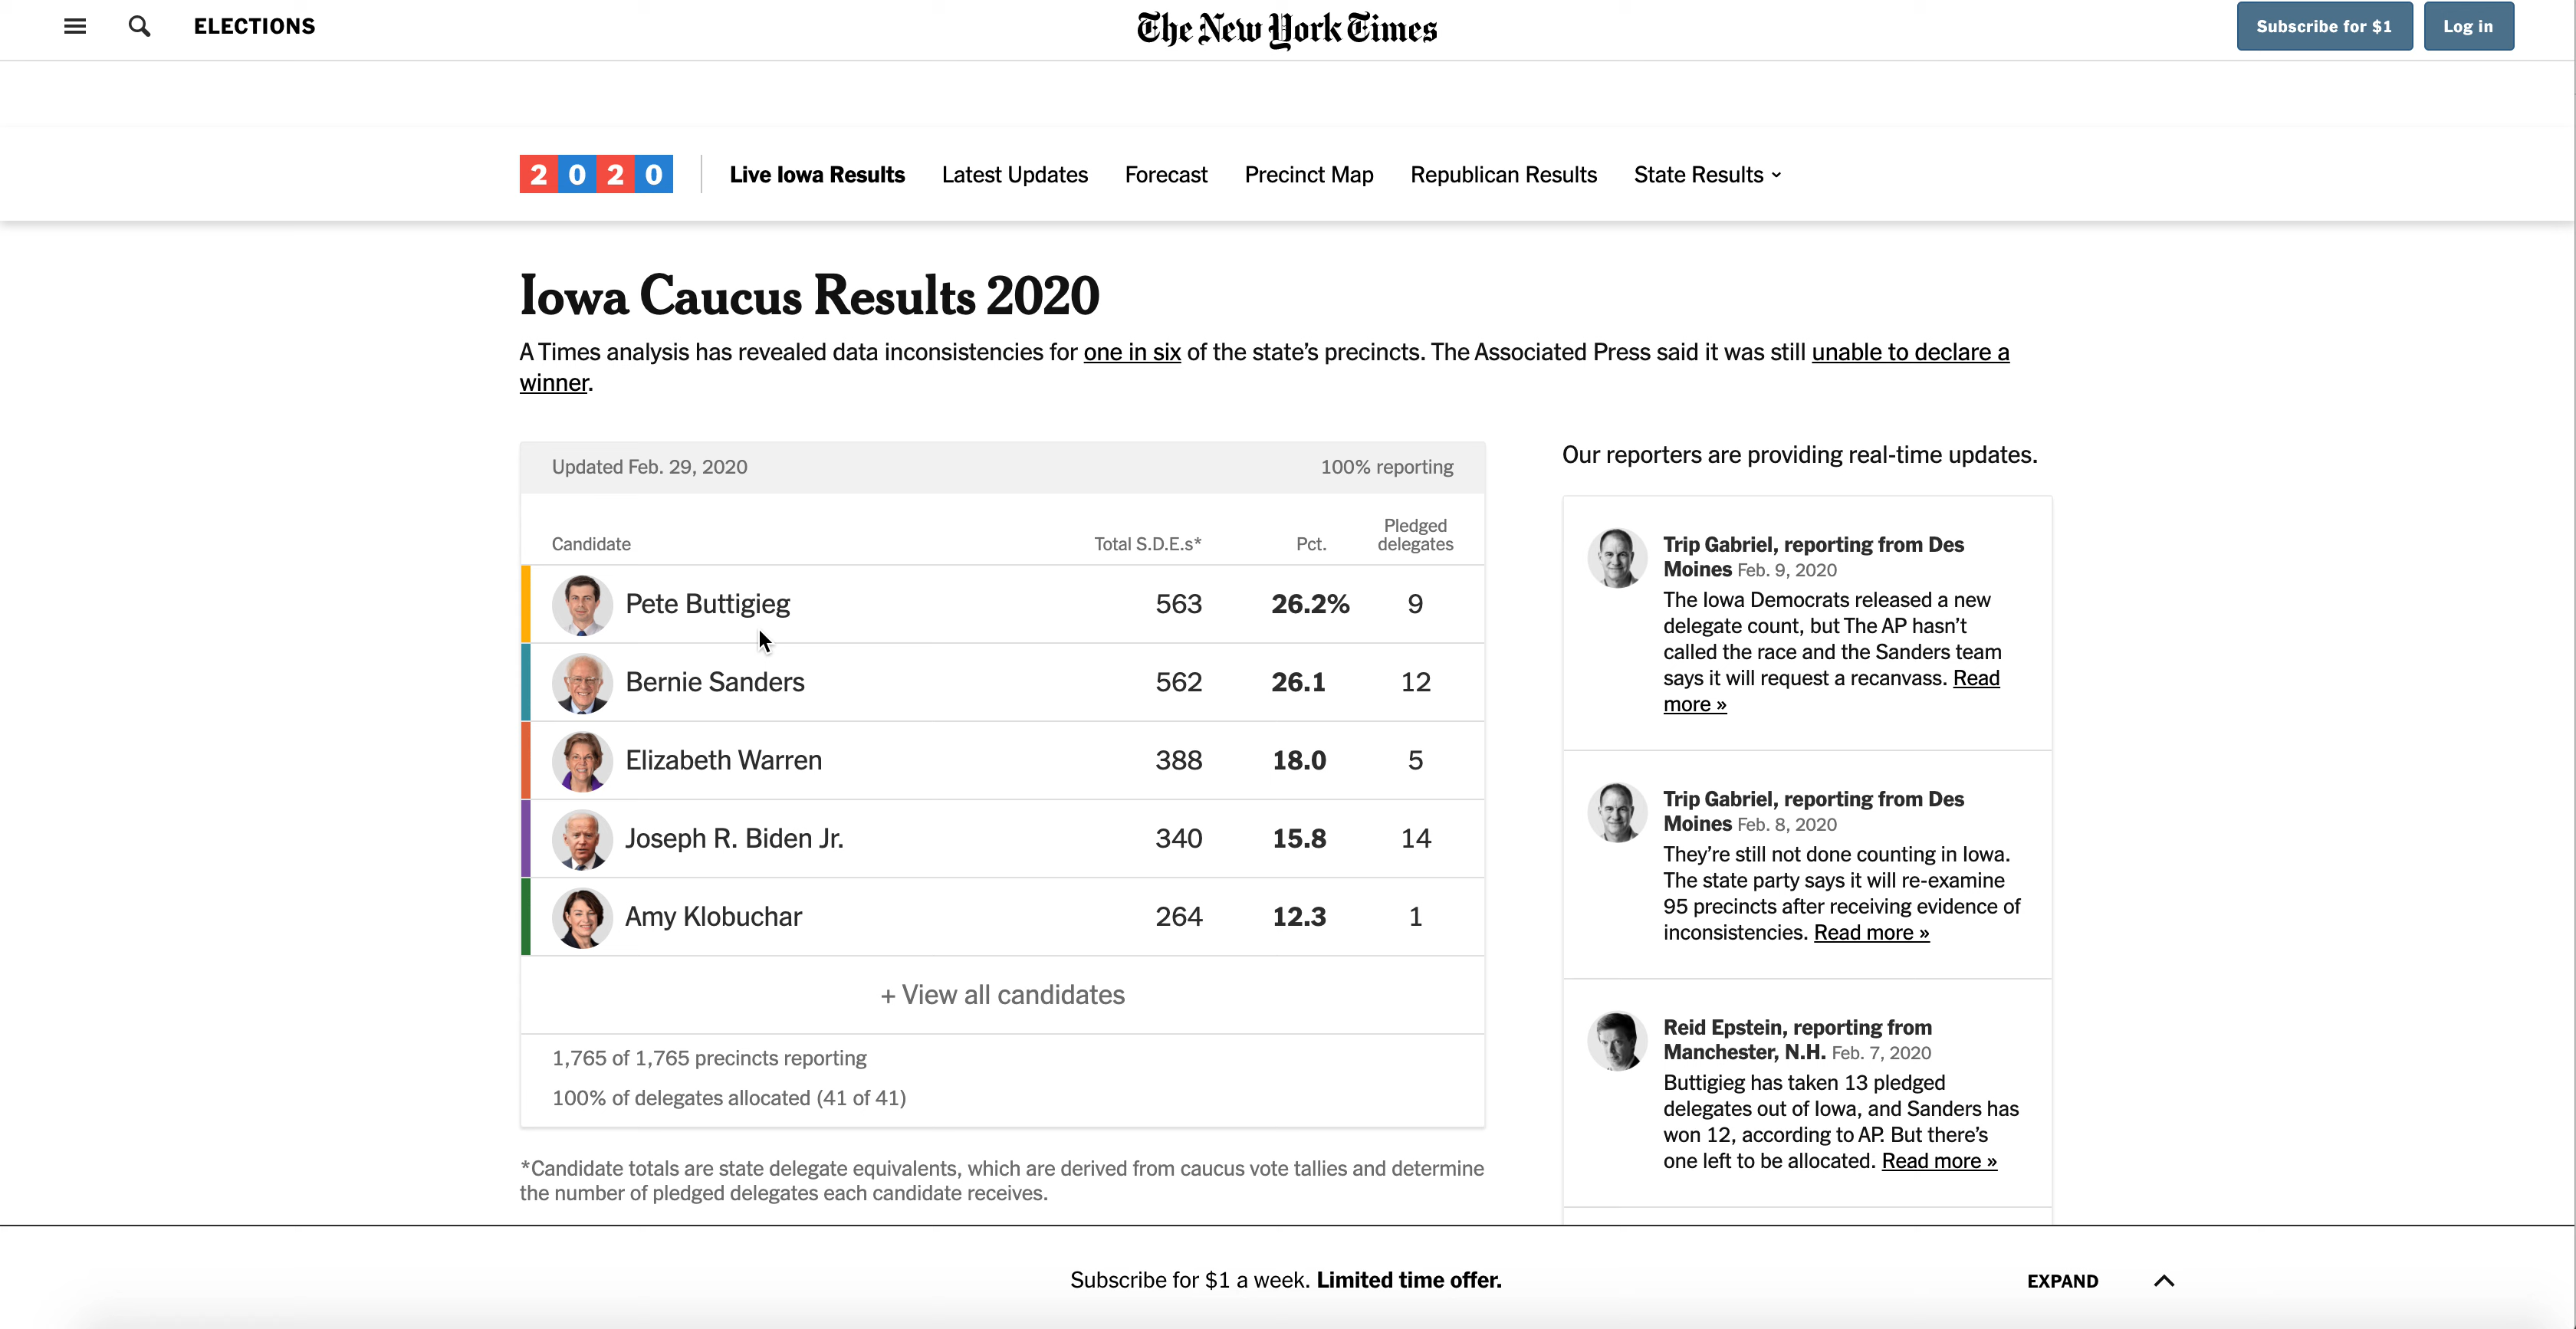 ELECTIONS
The New York Times
Subscribe for $1
Log in
2020
Live Iowa Results
Latest Updates
Forecast
Precinct Map
Republican Results
State Results
Iowa Caucus Results 2020
A Times analysis has revealed data inconsistencies for one in six of the state's precincts. The Associated Press said it was still unable to declare a
winner.
Updated Feb. 29, 2020
100% reporting
Candidate
Total S.D.E.s*
Pct.
Pledged
delegates
Pete Buttigieg 563 26.2% 9
Bernie Sanders 562 26.1 12
Elizabeth Warren 388 18.0 5
Joseph R. Biden Jr. 340 15.8 14
Amy Klobuchar 264 12.3 1
+ View all candidates
1,765 of 1,765 precincts reporting
100% of delegates allocated (41 of 41)
*Candidate totals are state delegate equivalents, which are derived from caucus vote tallies and determine
the number of pledged delegates each candidate receives.
Our reporters are providing real-time updates.
Trip Gabriel, reporting from Des
Moines Feb. 9, 2020
The Iowa Democrats released a new
delegate count, but The AP hasn't
called the race and the Sanders team
says it will request a recanvass. Read
more »
Trip Gabriel, reporting from Des
Moines Feb. 8, 2020
They're still not done counting in Iowa.
The state party says it will re-examine
95 precincts after receiving evidence of
inconsistencies. Read more »
Reid Epstein, reporting from
Manchester, N.H. Feb. 7, 2020
Buttigieg has taken 13 pledged
delegates out of Iowa, and Sanders has
won 12, according to AP. But there's
one left to be allocated. Read more »
Subscribe for $1 a week. Limited time offer.
EXPAND